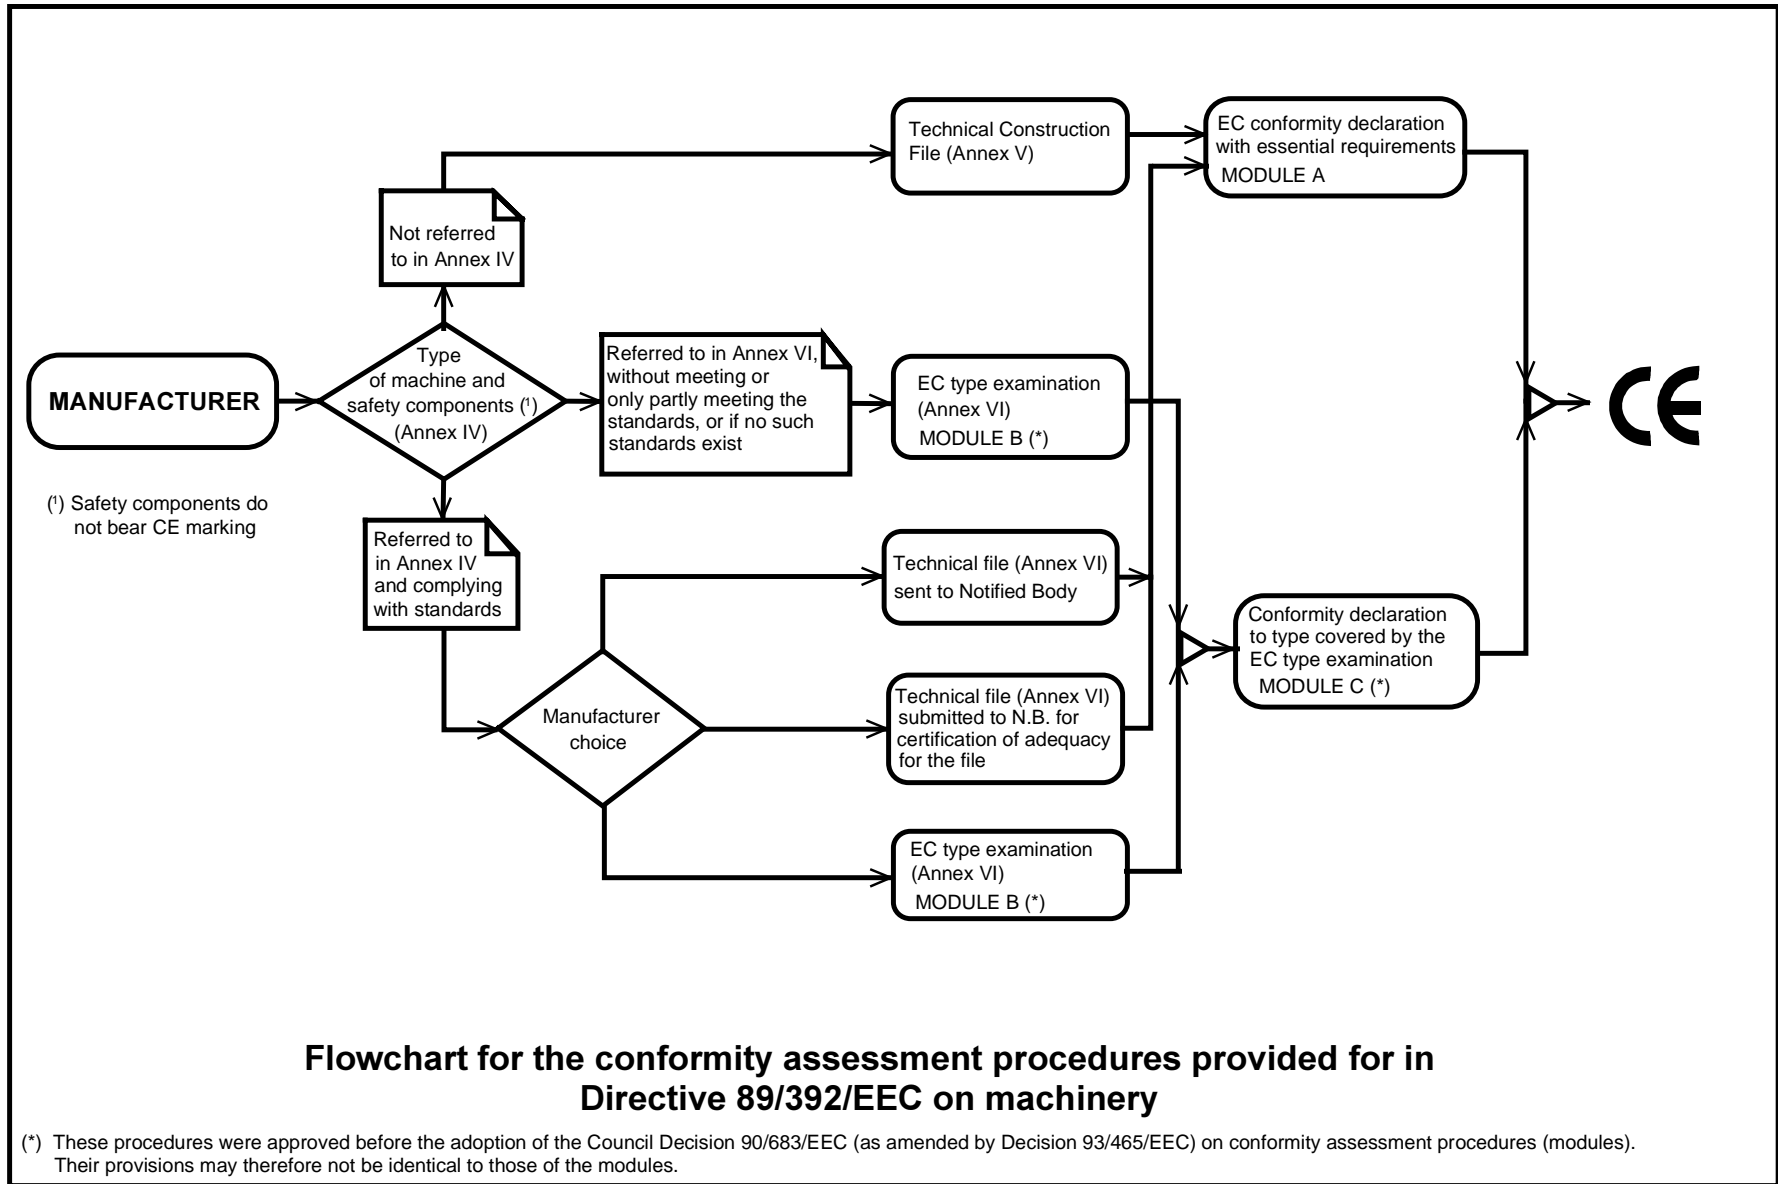 Technical Construction
File (Annex V)
EC conformity declaration
with essential requirements
MODULE A
Not referred
to in Annex IV
MANUFACTURER
Type
of machine and
safety components (¹)
(Annex IV)
Referred to in Annex VI,
without meeting or
only partly meeting the
standards, or if no such
standards exist
EC type examination
(Annex VI)
MODULE B (*)
CE
(¹) Safety components do
not bear CE marking
Referred to
in Annex IV
and complying
with standards
Technical file (Annex VI)
sent to Notified Body
Conformity declaration
to type covered by the
EC type examination
MODULE C (*)
Manufacturer
choice
Technical file (Annex VI)
submitted to N.B. for
certification of adequacy
for the file
EC type examination
(Annex VI)
MODULE B (*)
Flowchart for the conformity assessment procedures provided for in
Directive 89/392/EEC on machinery
(*) These procedures were approved before the adoption of the Council Decision 90/683/EEC (as amended by Decision 93/465/EEC) on conformity assessment procedures (modules).
Their provisions may therefore not be identical to those of the modules.